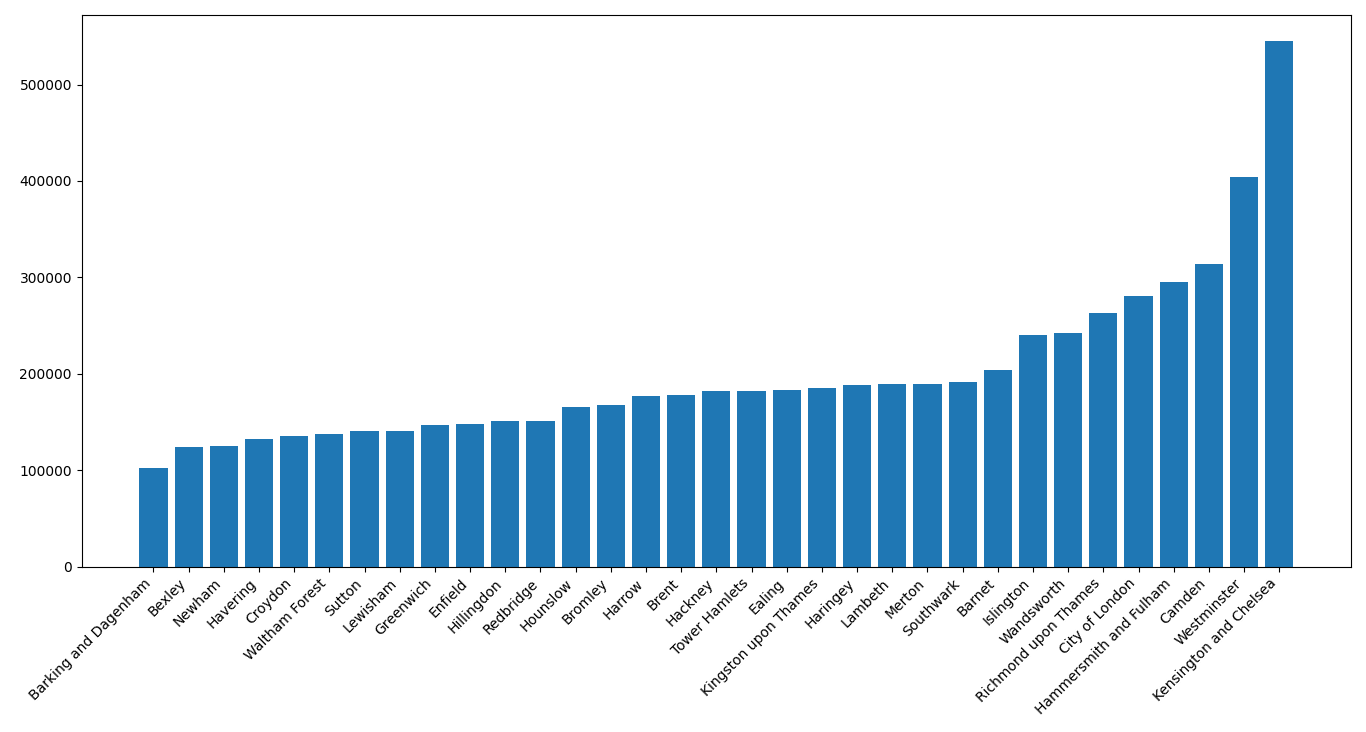 500000
400000
300000
200000
100000
0
Barking and Dagenham
Bexley
Newham
Havering
Croydon
Waltham Forest
Sutton
Lewisham
Greenwich
Enfield
Hillingdon
Redbridge
Hounslow
Bromley
Harrow
Brent
Hackney
Tower Hamlets
Ealing
Kingston upon Thames
Haringey
Lambeth
Merton
Southwark
Barnet
Islington
Wandsworth
Richmond upon Thames
City of London
Hammersmith and Fulham
Camden
Westminster
Kensington and Chelsea